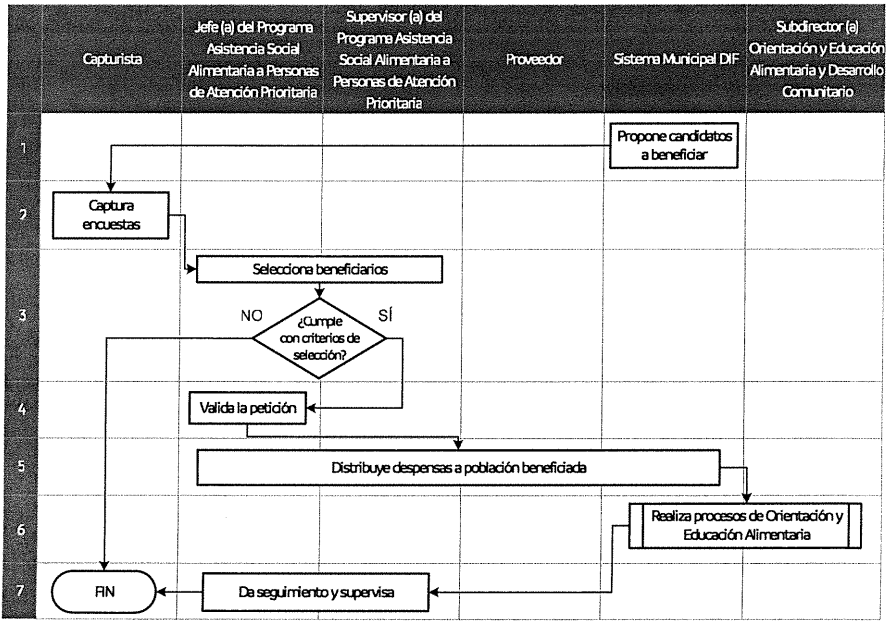 Capturista
Jefe (a) del Programa
Asistencia Social
Alimentaria a Personas
de Atención Prioritaria
Supervisor (a) del
Programa Asistencia
Social Alimentaria a
Personas de Atención
Prioritaria
Proveedor
Sistema Municipal DIF
Subdirector (a)
Orientación y Educación
Alimentaria y Desarrollo
Comunitario
1
Propone candidatos
a beneficiar
2
Captura
encuestas
3
Selecciona beneficiarios
NO
¿Cumple
con criterios de
selección?
SÍ
4
Valida la petición
5
Distribuye despensas a población beneficiada
6
Realiza procesos de Orientación y
Educación Alimentaria
7
FIN
Da seguimiento y supervisa